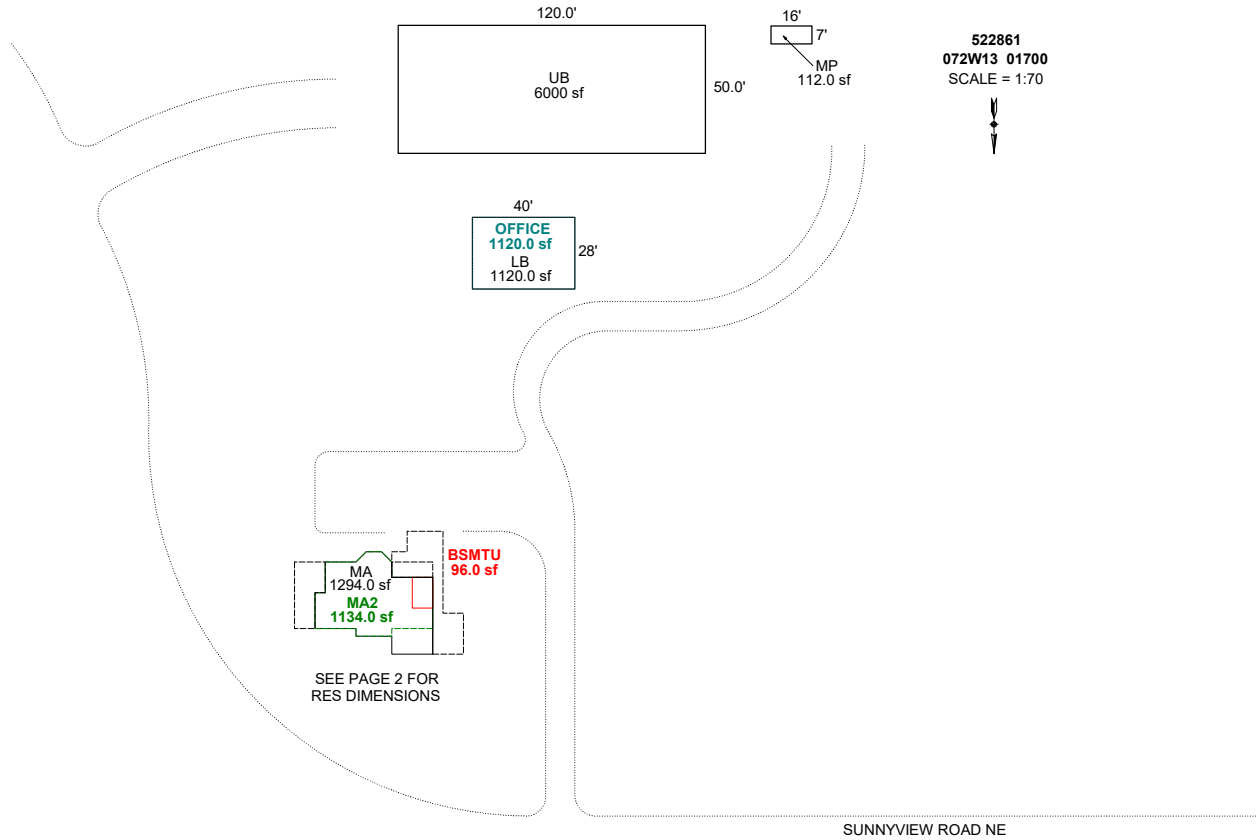 120.0'
UB
6000 sf
50.0'
16'
7'
MP
112.0 sf
522861
072W13 01700
SCALE = 1:70
40'
OFFICE
1120.0 sf
LB
1120.0 sf
28'
BSMTU
96.0 sf
MA
1294.0 sf
MA2
1134.0 sf
SEE PAGE 2 FOR
RES DIMENSIONS
SUNNYVIEW ROAD NE